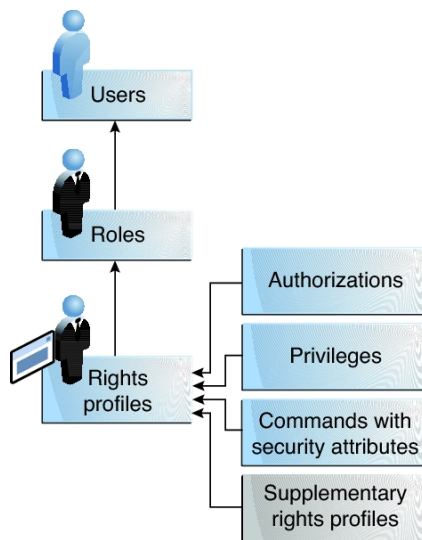 Users
Roles
Rights
profiles
Authorizations
Privileges
Commands with
security attributes
Supplementary
rights profiles